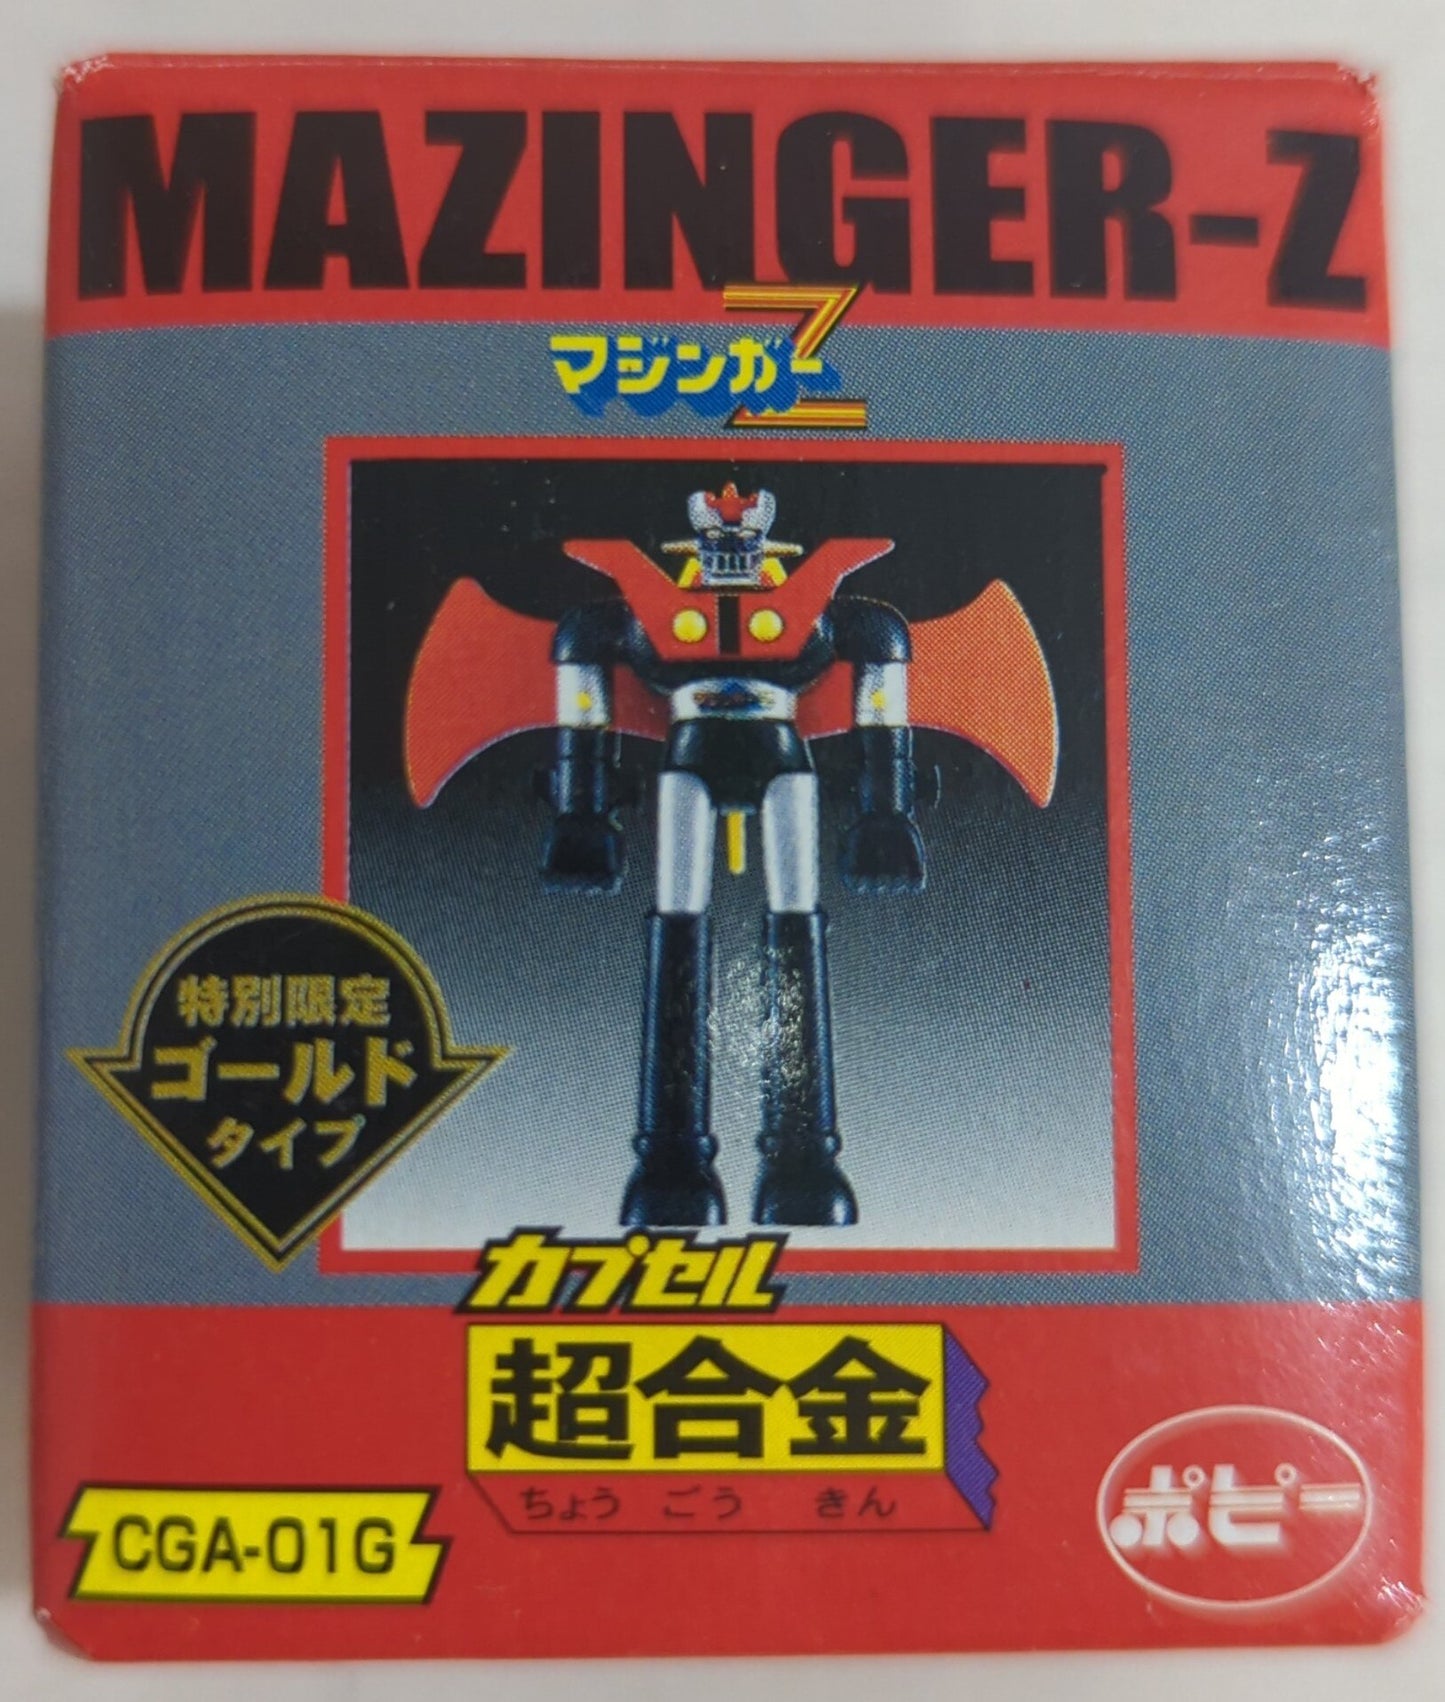 MAZINGER-Z
マジンガーZ
特別限定
ゴールド
タイプ
カプセル
超合金
ちょう ごう きん
CGA-01G
ポピー